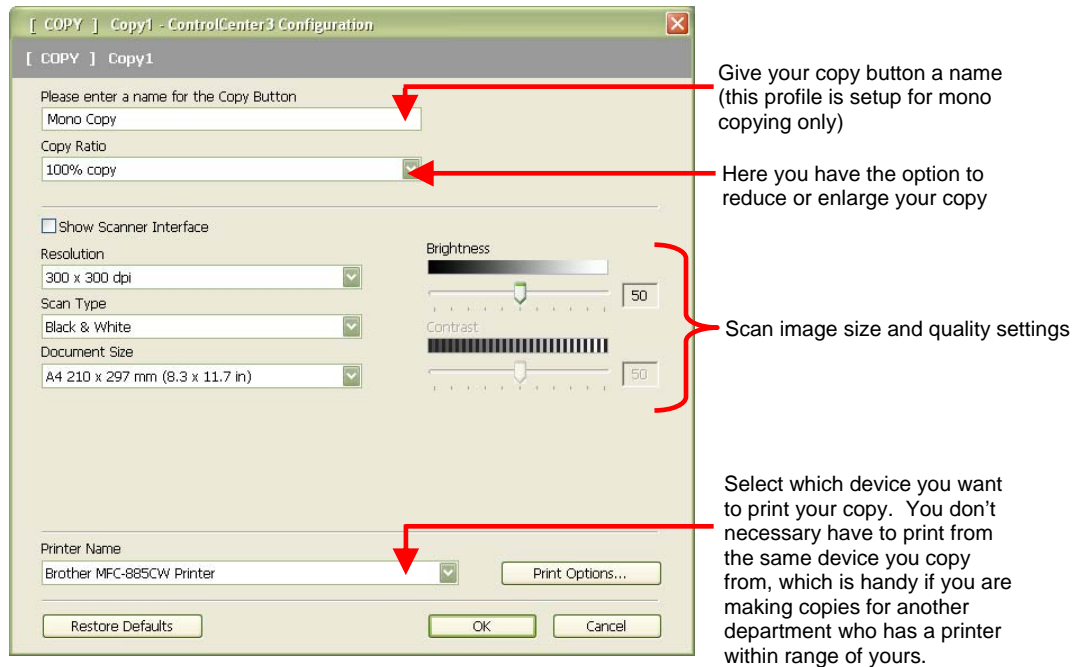 [ COPY ] Copy1 - ControlCenter3 Configuration
[ COPY ] Copy1
Please enter a name for the Copy Button
Mono Copy
Copy Ratio
100% copy
Show Scanner Interface
Resolution
300 x 300 dpi
Scan Type
Black & White
Document Size
A4 210 x 297 mm (8.3 x 11.7 in)
Brightness
50
Contrast
50
Printer Name
Brother MFC-885CW Printer
Print Options...
Restore Defaults
OK
Cancel
Give your copy button a name
(this profile is setup for mono
copying only)
Here you have the option to
reduce or enlarge your copy
Scan image size and quality settings
Select which device you want
to print your copy. You don't
necessary have to print from
the same device you copy
from, which is handy if you are
making copies for another
department who has a printer
within range of yours.